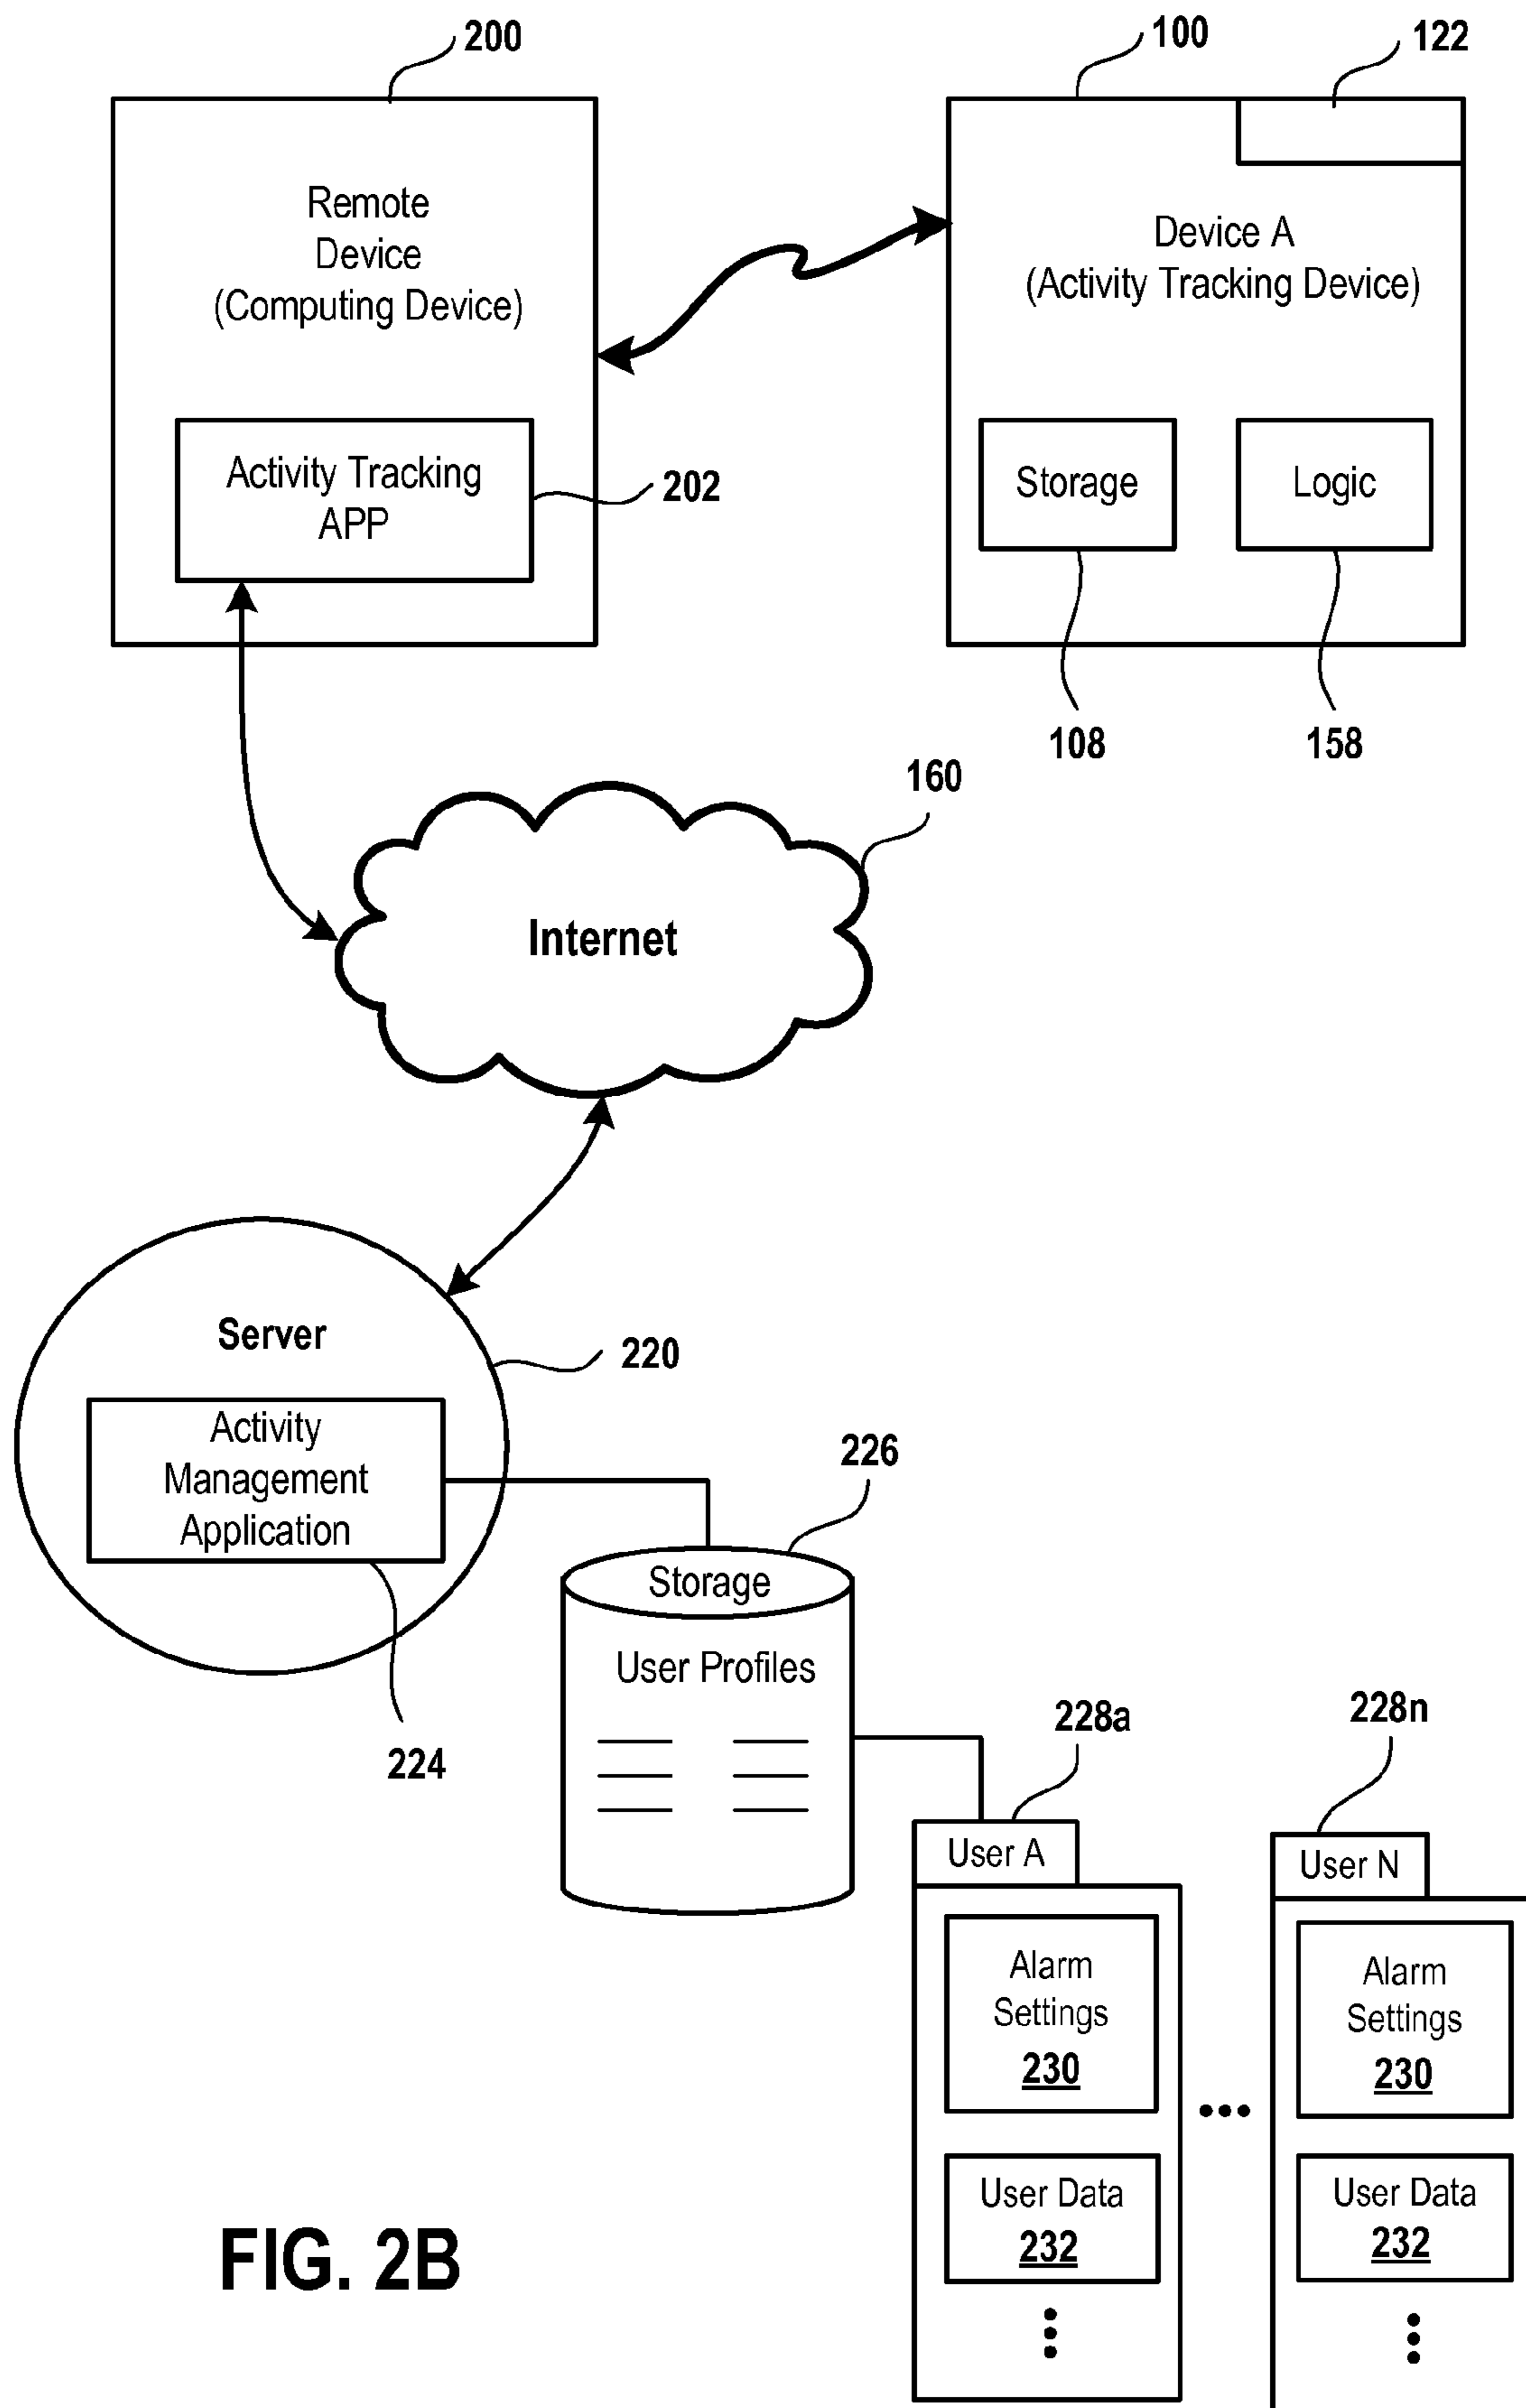 200
100
122
Remote
Device
(Computing Device)
Device A
(Activity Tracking Device)
Activity Tracking
APP
202
Storage
Logic
108
158
160
Internet
Server
220
Activity
Management
Application
224
226
Storage
User Profiles
228a
228n
User A
User N
Alarm
Settings
230
Alarm
Settings
230
User Data
232
User Data
232
FIG. 2B